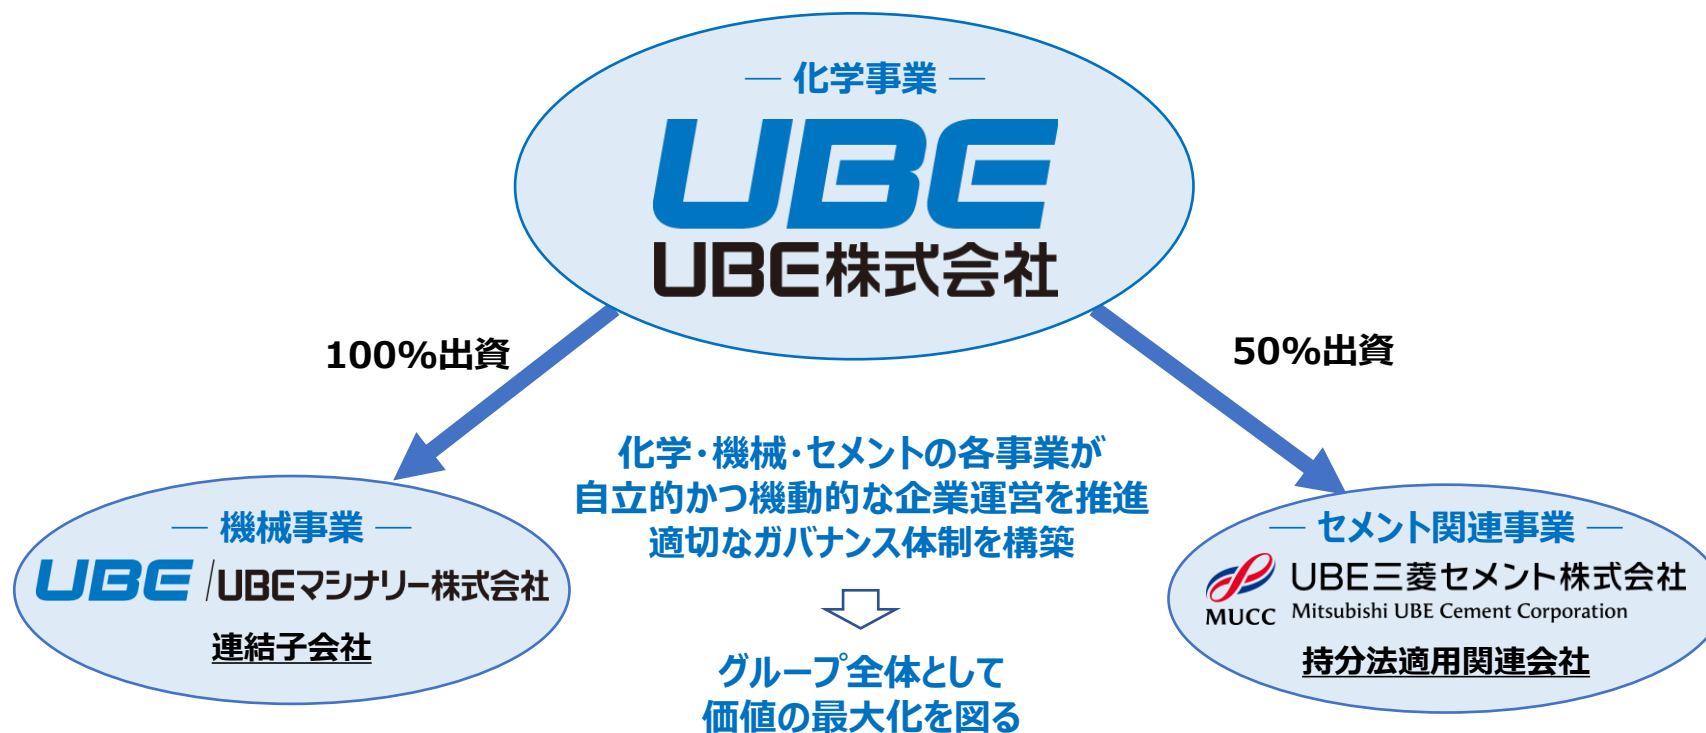 ― 化学事業 ―
UBE
UBE株式会社
100%出資
50%出資
化学・機械・セメントの各事業が
自立的かつ機動的な企業運営を推進
適切なガバナンス体制を構築
グループ全体として
価値の最大化を図る
― 機械事業 ―
UBE / UBEマシナリー株式会社
連結子会社
― セメント関連事業 ―
MUCC
UBE三菱セメント株式会社
Mitsubishi UBE Cement Corporation
持分法適用関連会社